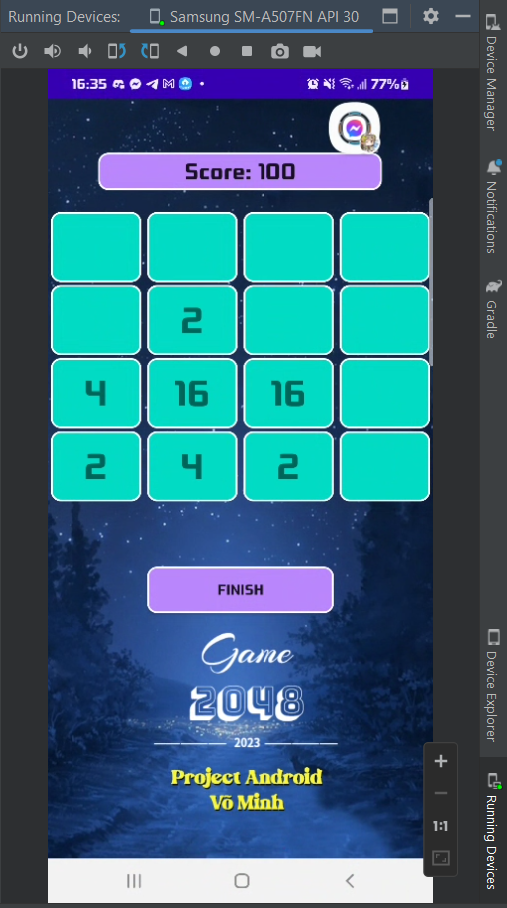 Running Devices: Samsung SM-A507FN API 30
16:35 77%
Score: 100
2
4 16 16
2 4 2
FINISH
Game
2048
2023
Project Android
Võ Minh
Device Manager
Notifications
Gradle
Device Explorer
Running Devices
1:1